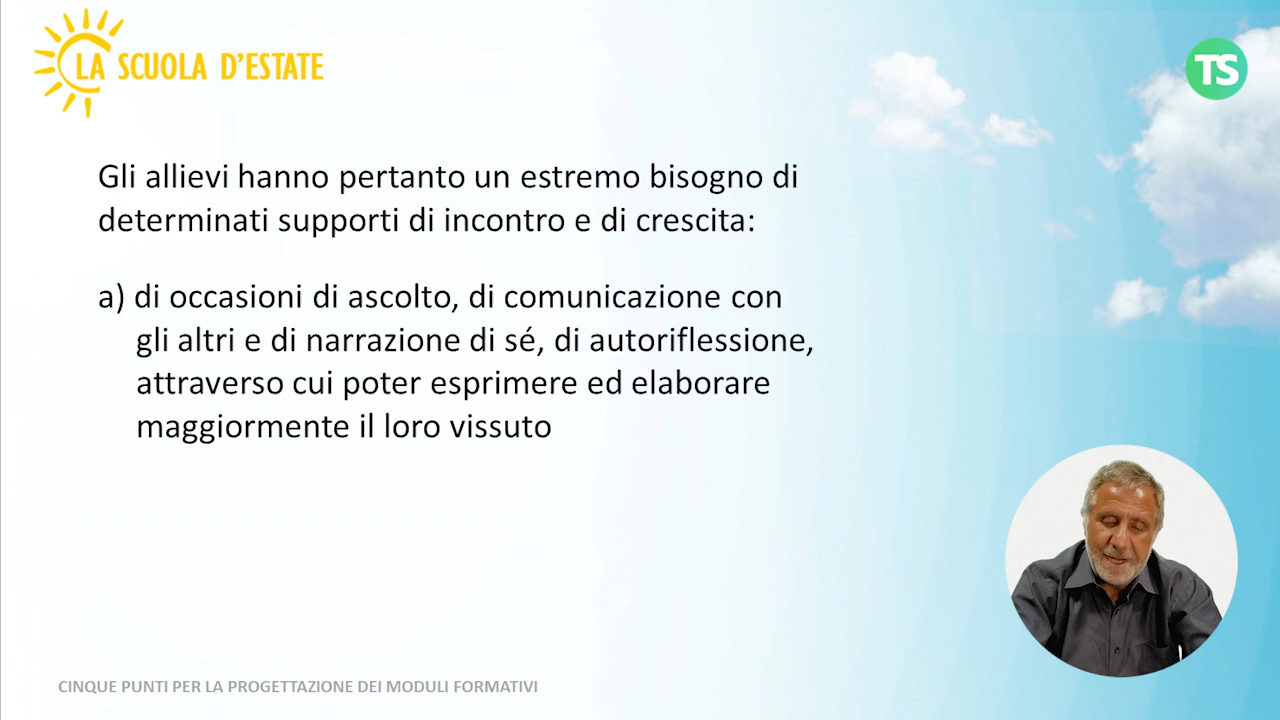 LA SCUOLA D'ESTATE
TS
Gli allievi hanno pertanto un estremo bisogno di
determinati supporti di incontro e di crescita:
a) di occasioni di ascolto, di comunicazione con
gli altri e di narrazione di sé, di autoriflessione,
attraverso cui poter esprimere ed elaborare
maggiormente il loro vissuto
CINQUE PUNTI PER LA PROGETTAZIONE DEI MODULI FORMATIVI